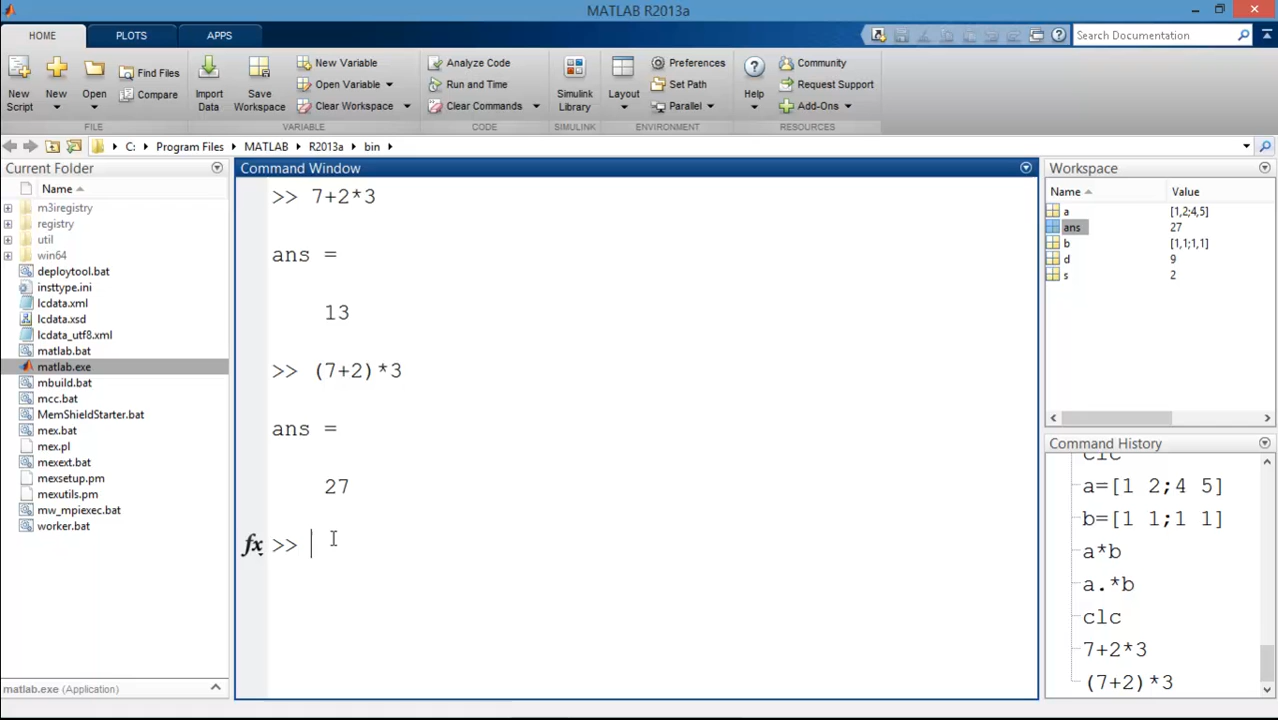 MATLAB R2013a
HOME PLOTS APPS
Search Documentation
New Script
New
Open
Find Files
Compare
FILE
Import Data
Save Workspace
New Variable
Open Variable
Clear Workspace
VARIABLE
Analyze Code
Run and Time
Clear Commands
CODE
Simulink Library
SIMULINK
Layout
Preferences
Set Path
Parallel
ENVIRONMENT
Help
Community
Request Support
Add-Ons
RESOURCES
C: Program Files MATLAB R2013a bin
Current Folder
Name
m3iregistry
registry
util
win64
deploytool.bat
insttype.ini
lcdata.xml
lcdata.xsd
lcdata_utf8.xml
matlab.bat
matlab.exe
mbuild.bat
mcc.bat
MemShieldStarter.bat
mex.bat
mex.pl
mexext.bat
mexsetup.pm
mexutils.pm
mw_mpiexec.bat
worker.bat
matlab.exe (Application)
Command Window
>> 7+2*3
ans =
13
>> (7+2)*3
ans =
27
fx >>
Workspace
Name Value
a [1,2;4,5]
ans 27
b [1,1;1,1]
d 9
s 2
Command History
clc
a=[1 2;4 5]
b=[1 1;1 1]
a*b
a.*b
clc
7+2*3
(7+2)*3